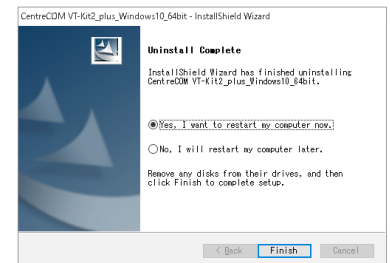 CentreCOM VT-Kit2_plus_Windows10_64bit - InstallShield Wizard
Uninstall Complete
InstallShield Wizard has finished uninstalling
CentreCOM VT-Kit2_plus_Windows10_64bit.
Yes, I want to restart my computer now.
No, I will restart my computer later.
Remove any disks from their drives, and then
click Finish to complete setup.
< Back
Finish
Cancel